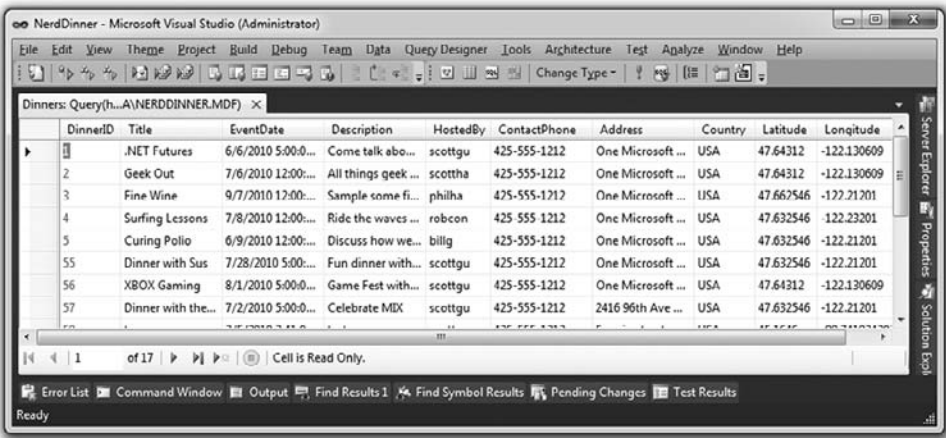 NerdDinner - Microsoft Visual Studio (Administrator)
File Edit View Theme Project Build Debug Team Data Query Designer Tools Architecture Test Analyze Window Help
Change Type
Dinners: Query(h...A\NERDDINNER.MDF)
DinnerID Title EventDate Description HostedBy ContactPhone Address Country Latitude Longitude
1 .NET Futures 6/6/2010 5:00:0... Come talk abo... scottgu 425-555-1212 One Microsoft ... USA 47.64312 -122.130609
2 Geek Out 7/6/2010 12:00:... All things geek ... scottha 425-555-1212 One Microsoft ... USA 47.64312 -122.130609
3 Fine Wine 9/7/2010 12:00:... Sample some fi... philha 425-555-1212 One Microsoft ... USA 47.662546 -122.21201
4 Surfing Lessons 7/8/2010 12:00:... Ride the waves ... robcon 425-555-1212 One Microsoft ... USA 47.632546 -122.23201
5 Curing Polio 6/9/2010 12:00:... Discuss how we... billg 425-555-1212 One Microsoft ... USA 47.632546 -122.21201
55 Dinner with Sus 7/28/2010 5:00:... Fun dinner with... scottgu 425-555-1212 One Microsoft ... USA 47.632546 -122.21201
56 XBOX Gaming 8/1/2010 5:00:0... Game Fest with... scottgu 425-555-1212 One Microsoft ... USA 47.64312 -122.130609
57 Dinner with the... 7/2/2010 5:00:0... Celebrate MIX scottgu 425-555-1212 2416 96th Ave ... USA 47.632546 -122.21201
1 of 17 Cell is Read Only.
Error List Command Window Output Find Results 1 Find Symbol Results Pending Changes Test Results
Ready
Server Explorer
Properties
Solution Expl